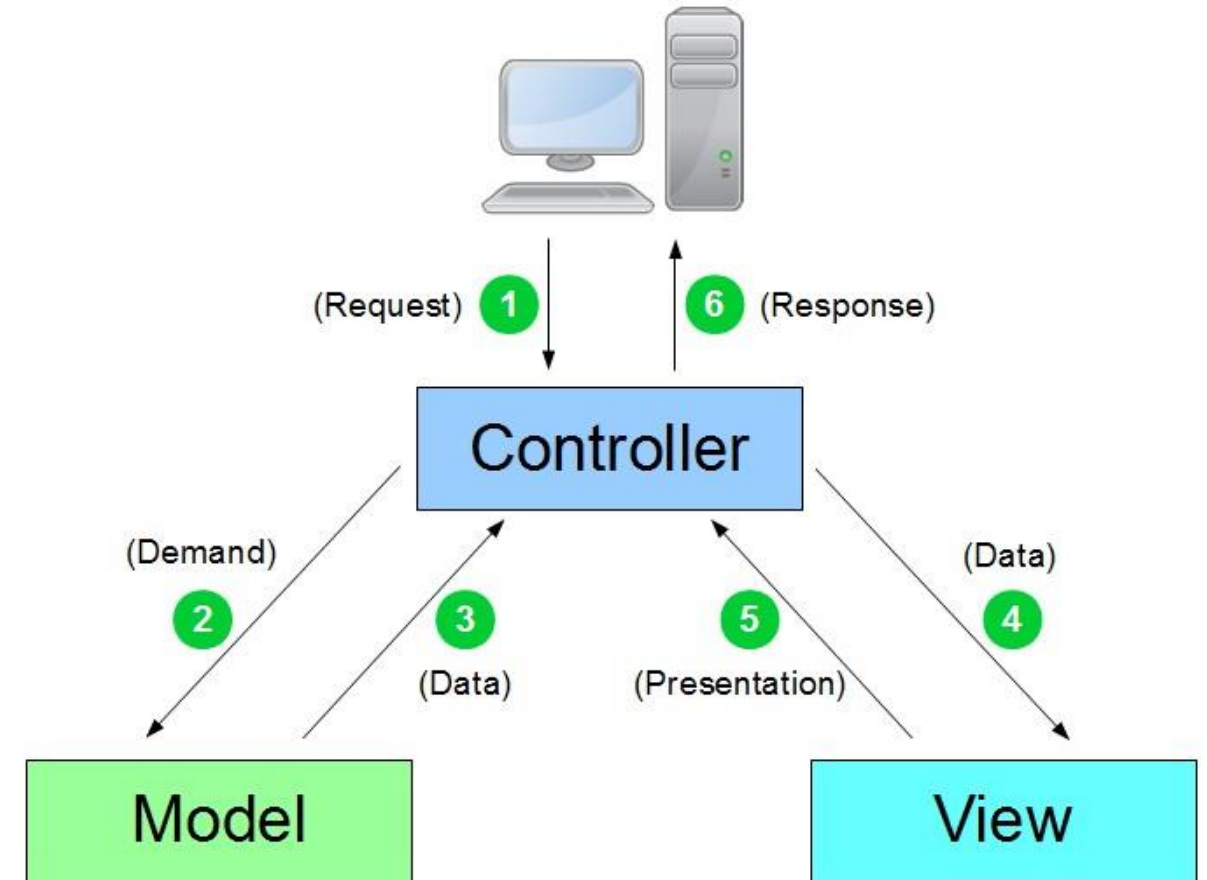 (Request) 1 6 (Response)
Controller
(Demand) (Data)
2 3 5 4
(Data) (Presentation)
Model View